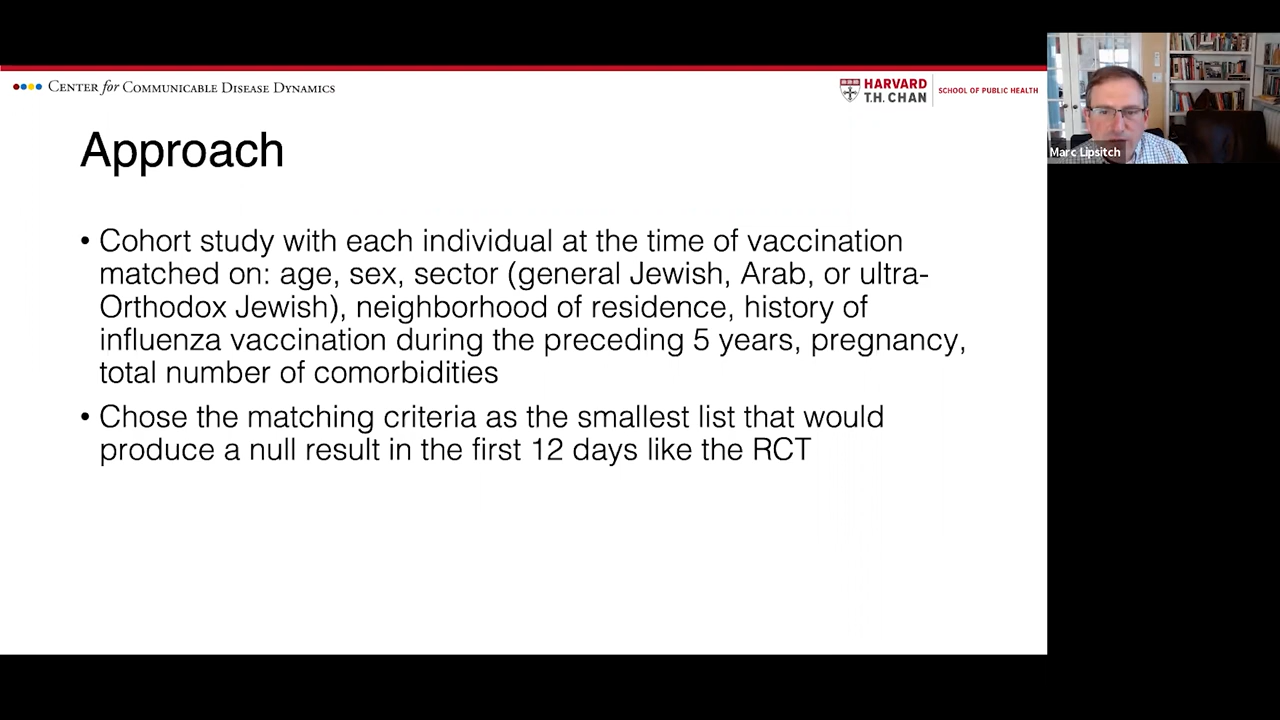 CENTER for COMMUNICABLE DISEASE DYNAMICS
HARVARD
T.H. CHAN
SCHOOL OF PUBLIC HEALTH
Marc Lipsitch
Approach
• Cohort study with each individual at the time of vaccination
matched on: age, sex, sector (general Jewish, Arab, or ultra-
Orthodox Jewish), neighborhood of residence, history of
influenza vaccination during the preceding 5 years, pregnancy,
total number of comorbidities
• Chose the matching criteria as the smallest list that would
produce a null result in the first 12 days like the RCT